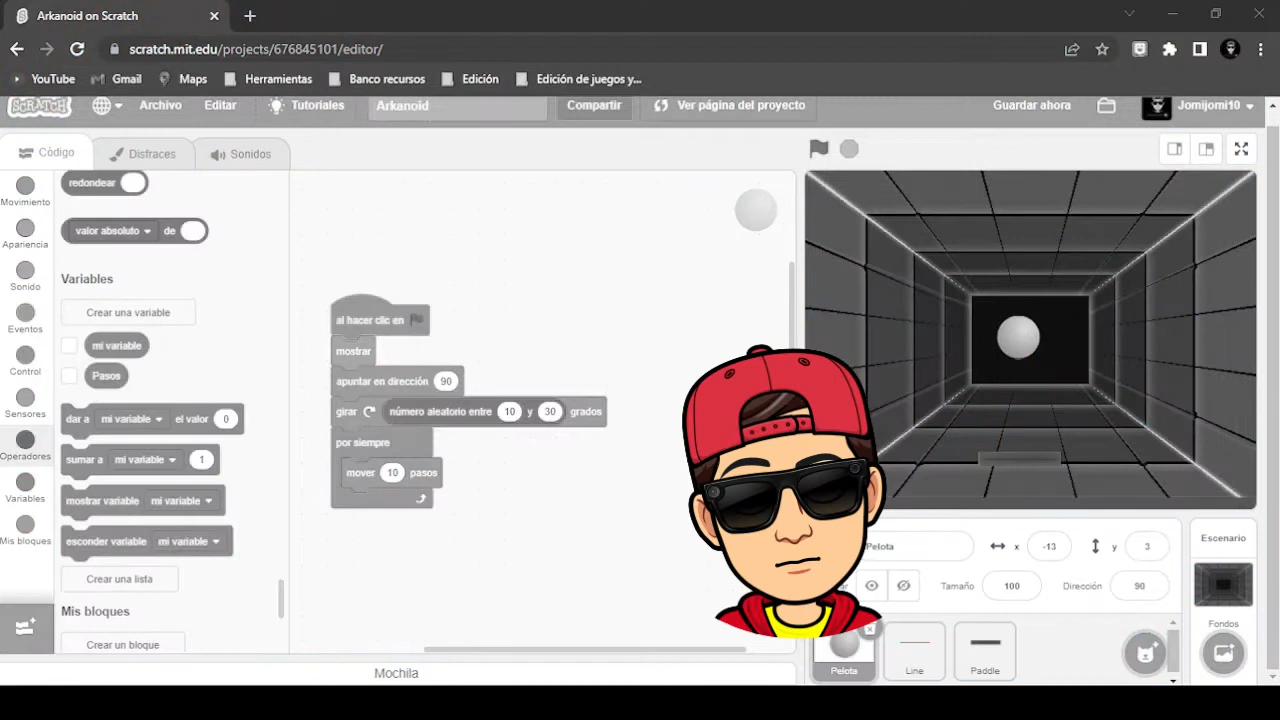 Arkanoid on Scratch
scratch.mit.edu/projects/676845101/editor/
YouTube Gmail Maps Herramientas Banco recursos Edición Edición de juegos y...
SCRATCH Archivo Editar Tutoriales Arkanoid Compartir Ver página del proyecto Guardar ahora Jomijomi10
Código Disfraces Sonidos
Movimiento
Apariencia
Sonido
Eventos
Control
Sensores
Operadores
Variables
Mis bloques
redondear
valor absoluto de
Variables
Crear una variable
mi variable
Pasos
dar a mi variable el valor 0
sumar a mi variable 1
mostrar variable mi variable
esconder variable mi variable
Crear una lista
Mis bloques
Crear un bloque
al hacer clic en
mostrar
apuntar en dirección 90
girar número aleatorio entre 10 y 30 grados
por siempre
mover 10 pasos
Mochila
Pelota x -13 y 3
Tamaño 100 Dirección 90
Pelota Line Paddle
Escenario
Fondos